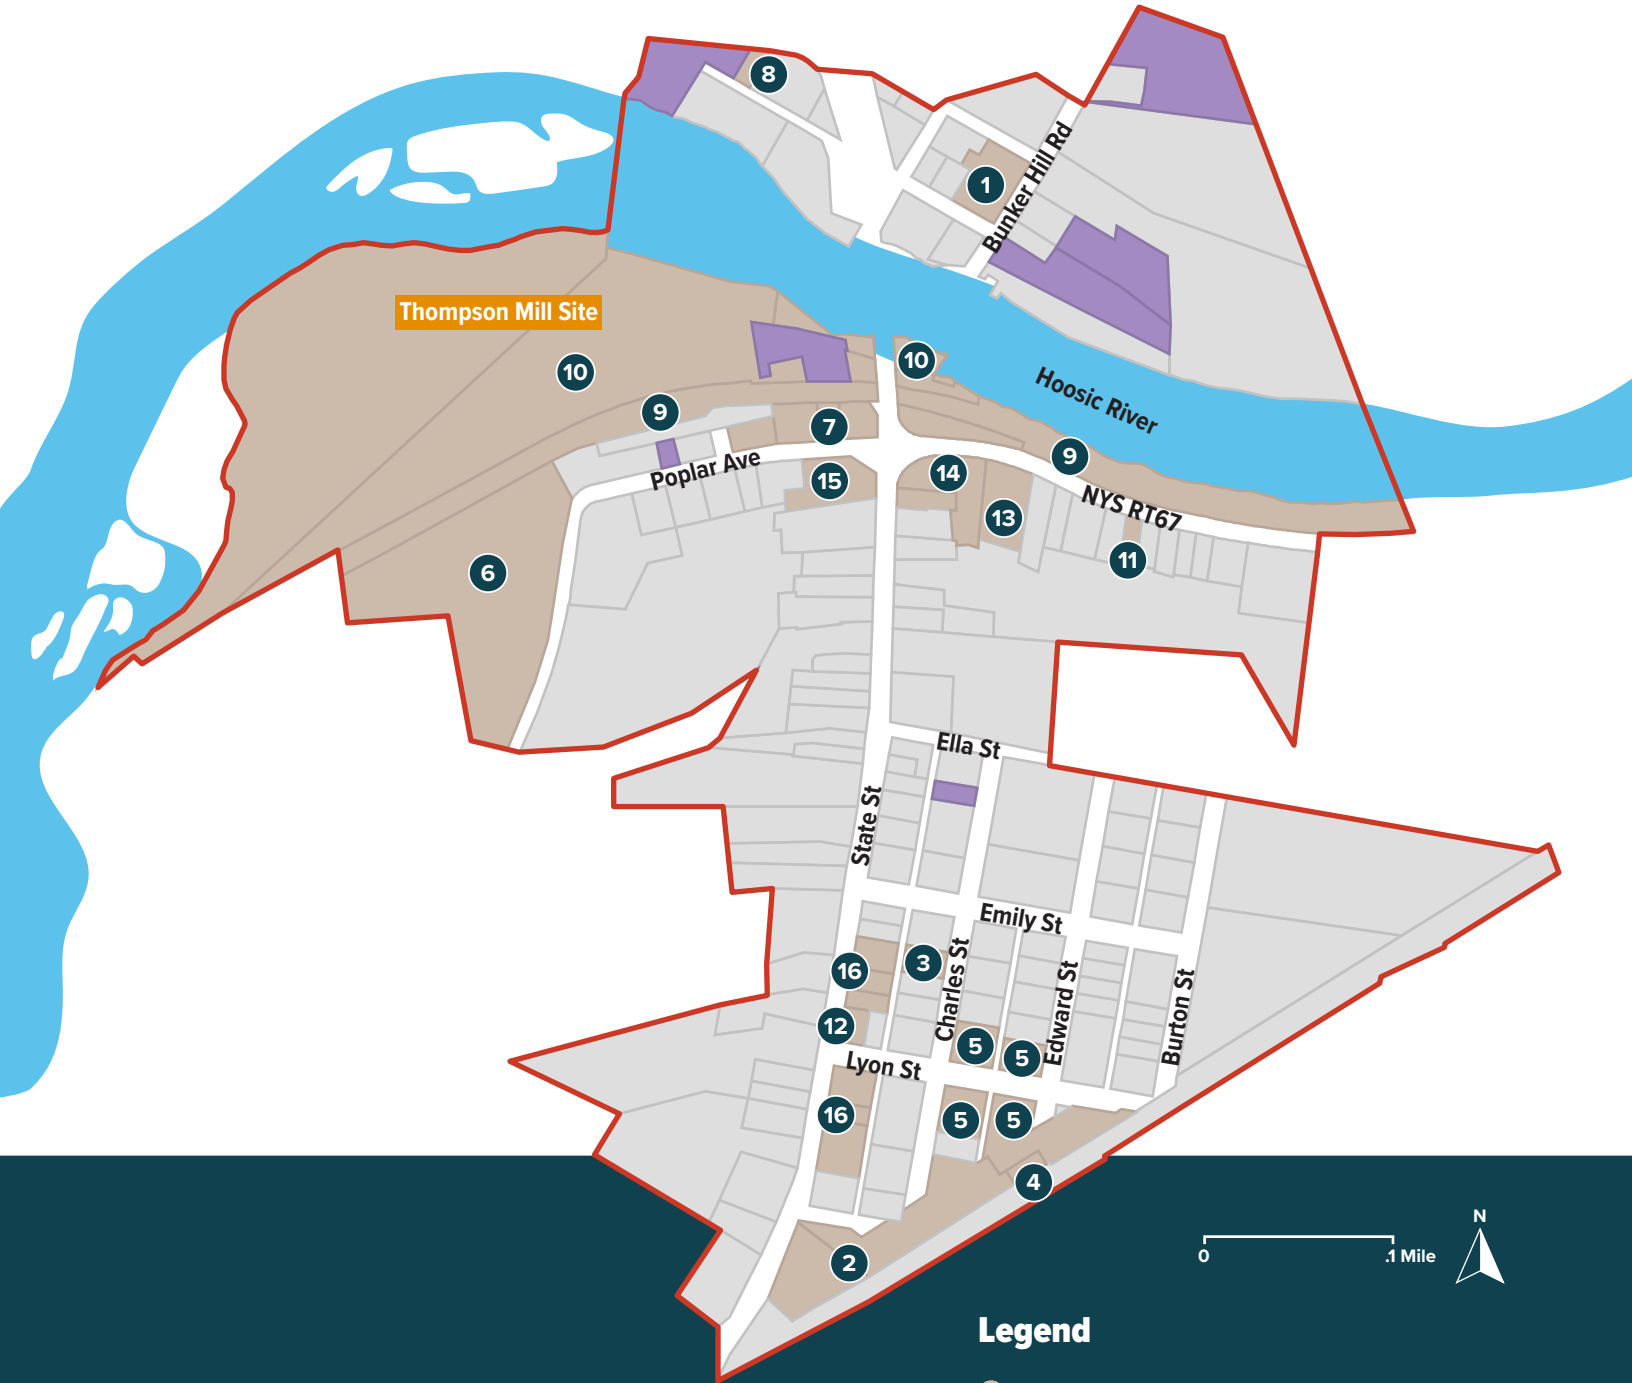 8
1
Bunker Hill Rd
Thompson Mill Site
10
10
Hoosic River
9
7
9
Poplar Ave
15
14
13
NYS RT67
11
6
Ella St
State St
Emily St
16
3
Charles St
Edward St
Burton St
12
5
5
Lyon St
16
5
5
4
2
N
0
.1 Mile
Legend